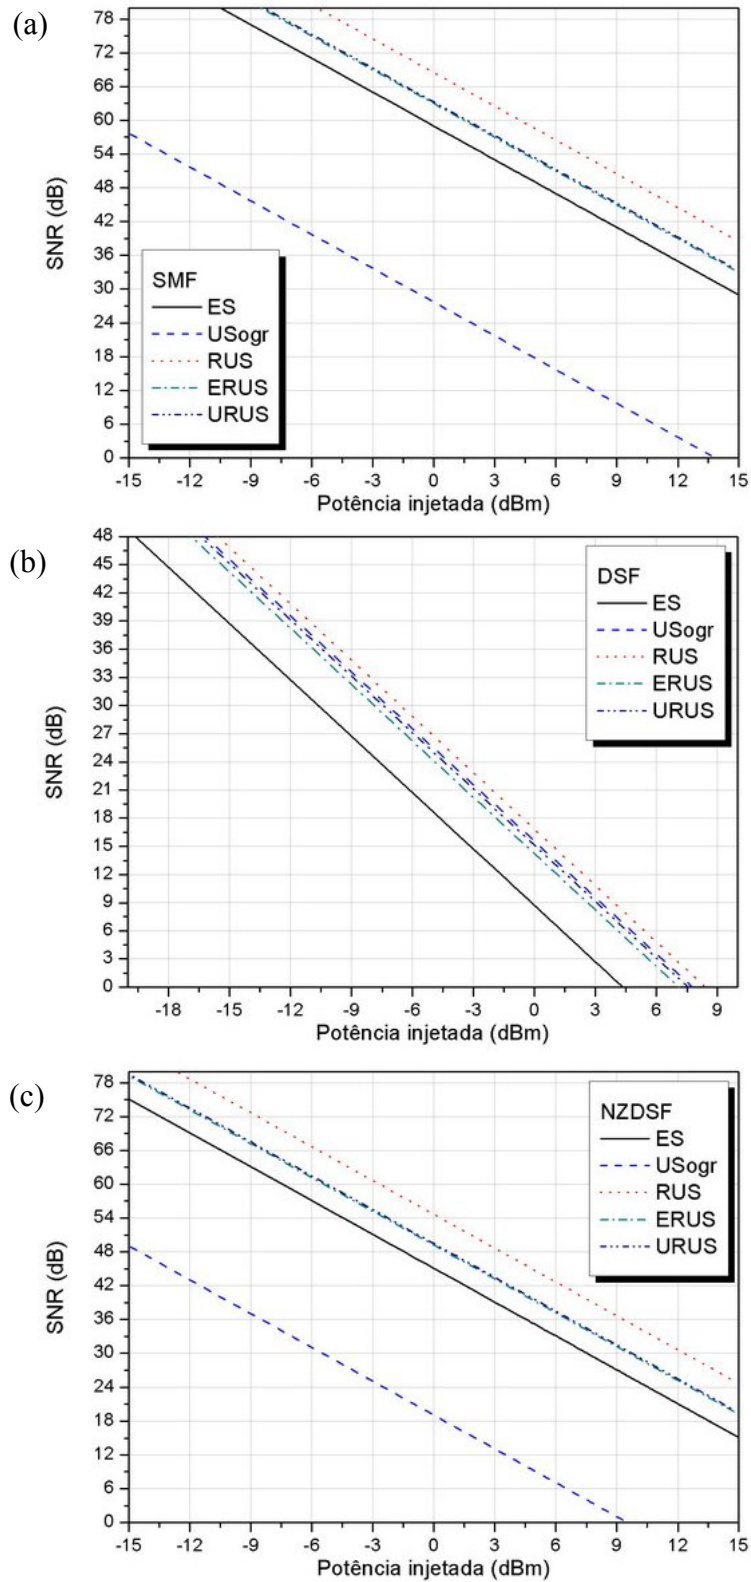 (a)
78
72
66
60
54
48
42
36
30
24
18
12
6
0
SNR (dB)
SMF
ES
USogr
RUS
ERUS
URUS
-15 -12 -9 -6 -3 0 3 6 9 12 15
Potência injetada (dBm)
(b)
48
45
42
39
36
33
30
27
24
21
18
15
12
9
6
3
0
SNR (dB)
DSF
ES
USogr
RUS
ERUS
URUS
-18 -15 -12 -9 -6 -3 0 3 6 9
Potência injetada (dBm)
(c)
78
72
66
60
54
48
42
36
30
24
18
12
6
0
SNR (dB)
NZDSF
ES
USogr
RUS
ERUS
URUS
-15 -12 -9 -6 -3 0 3 6 9 12 15
Potência injetada (dBm)